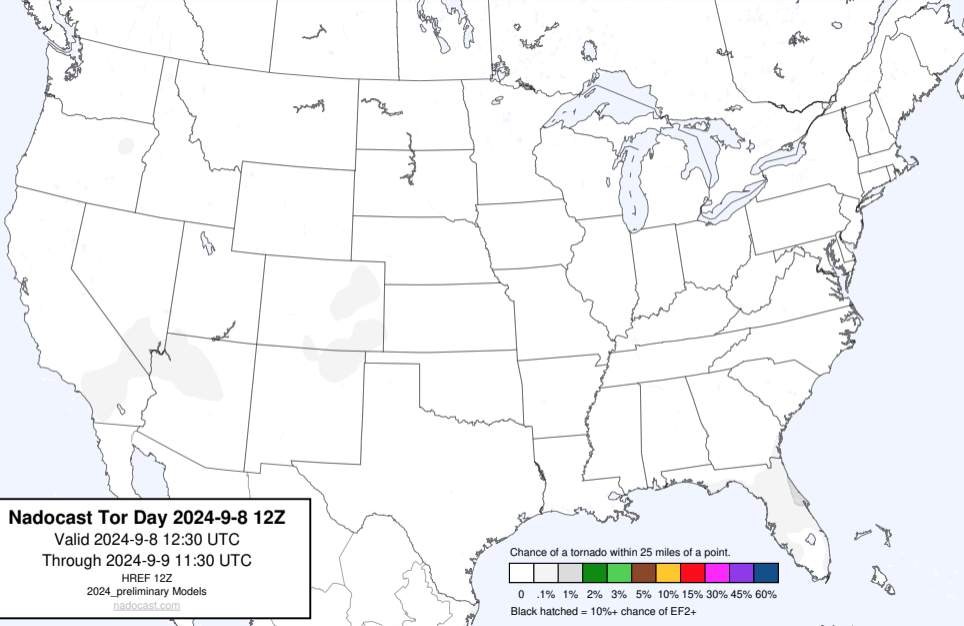 Nadocast Tor Day 2024-9-8 12Z
Valid 2024-9-8 12:30 UTC
Through 2024-9-9 11:30 UTC
HREF 12Z
2024_preliminary Models
nadocast.com
Chance of a tornado within 25 miles of a point.
0 .1% 1% 2% 3% 5% 10% 15% 30% 45% 60%
Black hatched = 10%+ chance of EF2+